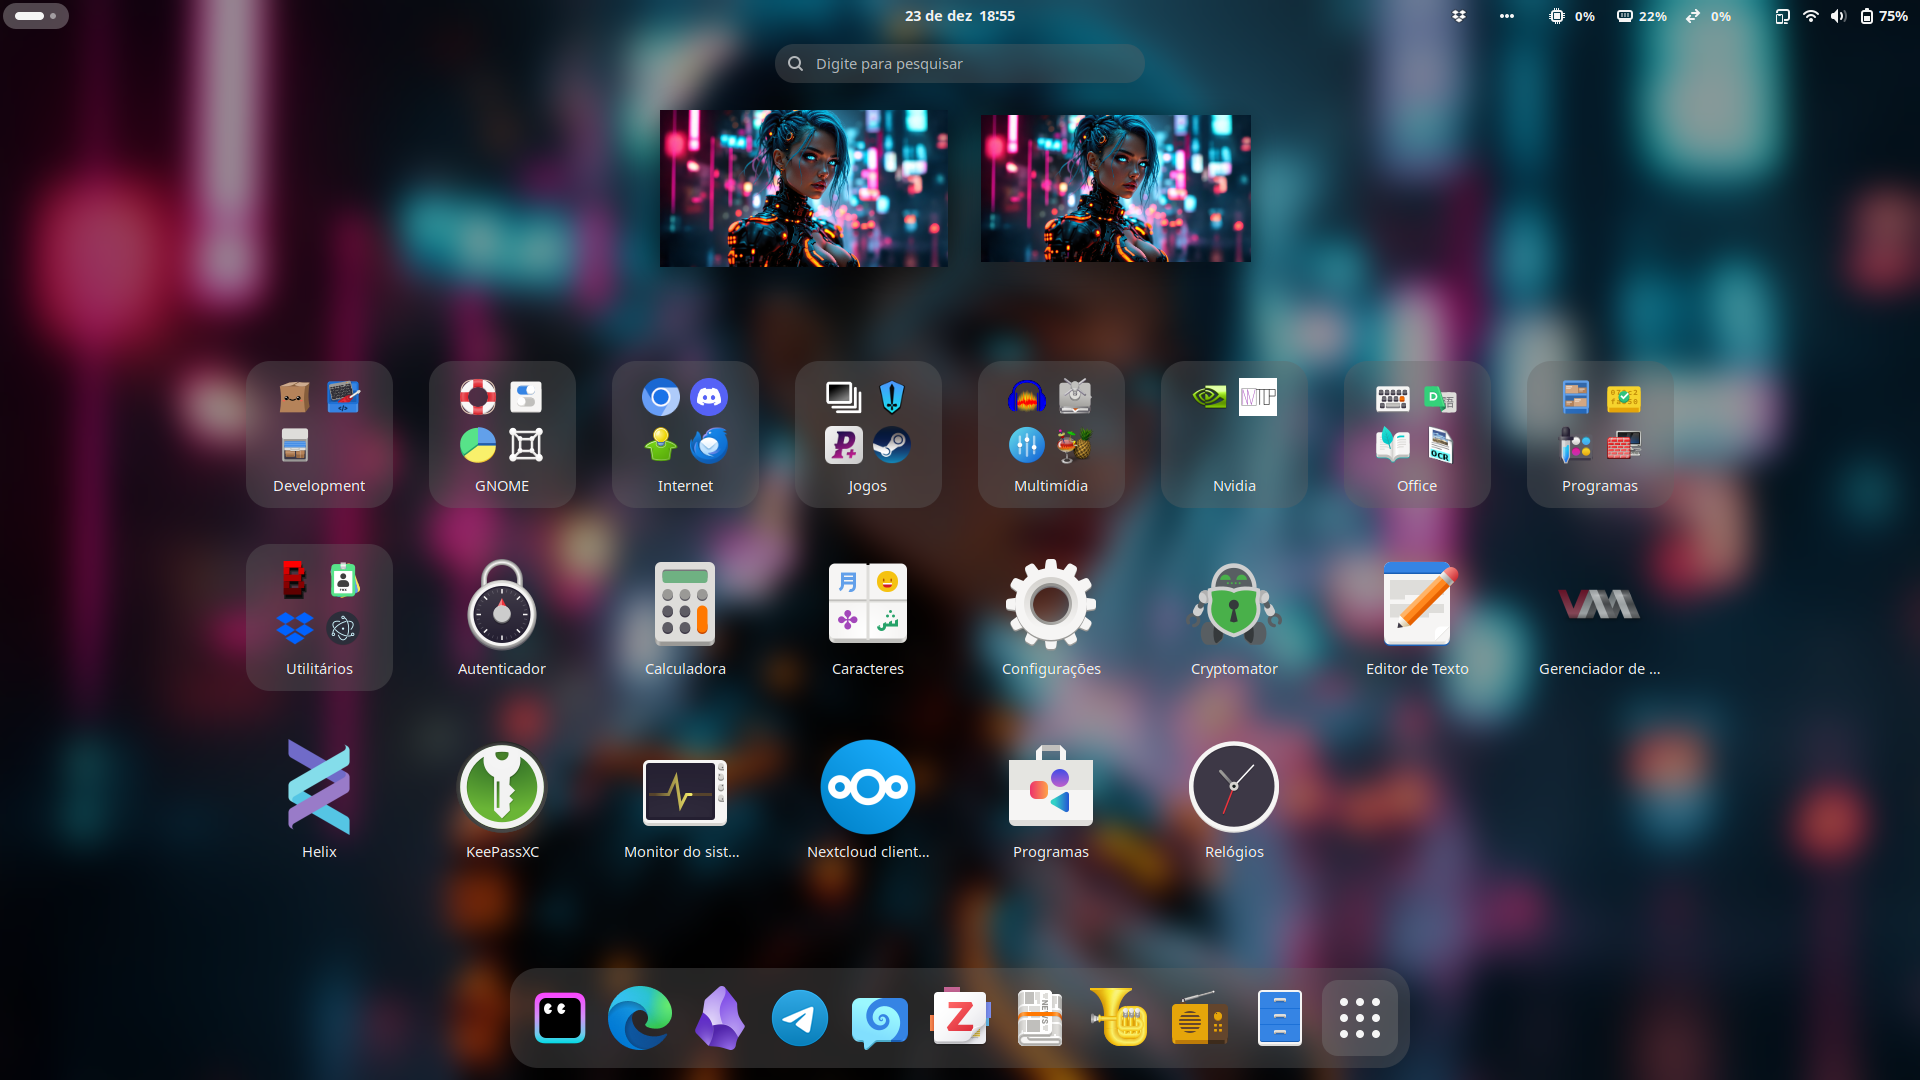 23 de dez 18:55
0%
22%
0%
75%
Digite para pesquisar
Development
GNOME
Internet
Jogos
Multimídia
Nvidia
Office
Programas
Utilitários
Autenticador
Calculadora
Caracteres
Configurações
Cryptomator
Editor de Texto
Gerenciador de ...
Helix
KeePassXC
Monitor do sist...
Nextcloud client...
Programas
Relógios